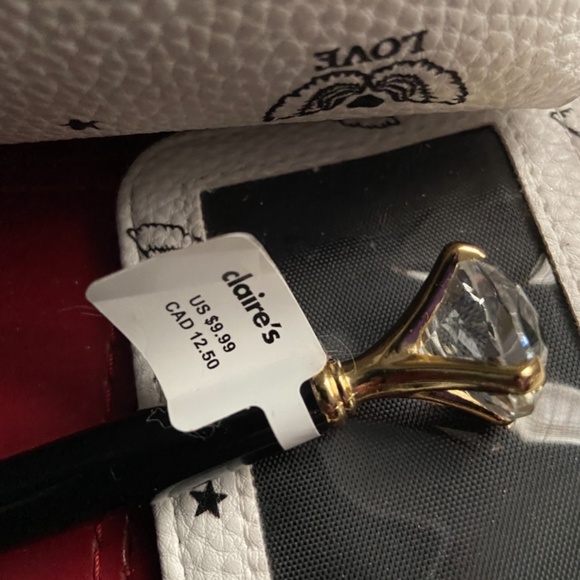 LOVE
claire's
US $9.99
CAD 12.50